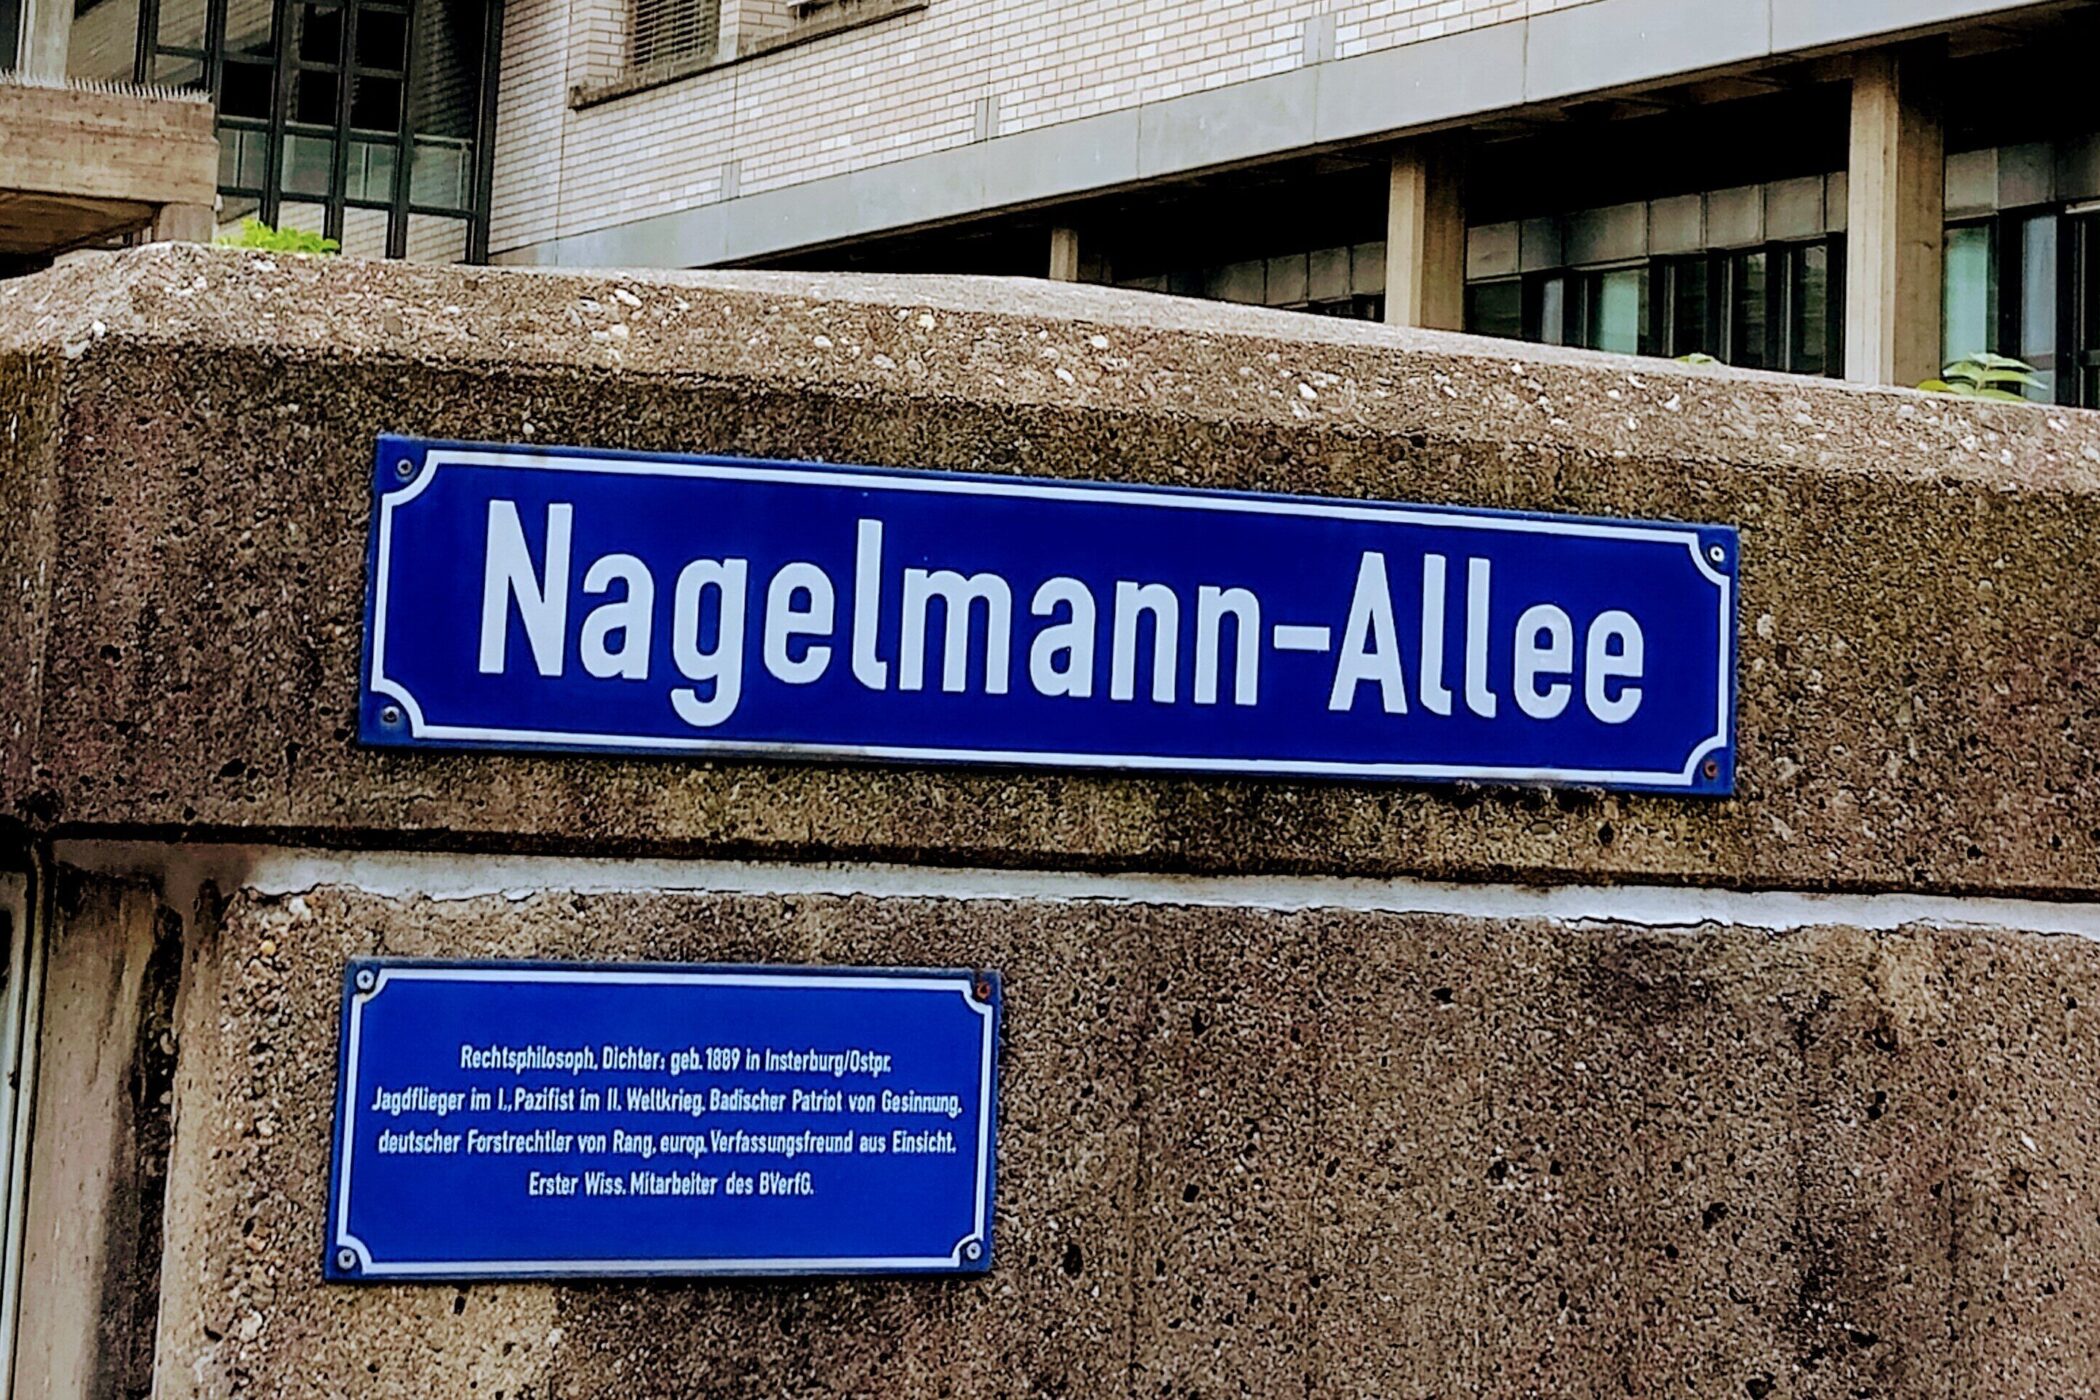 Nagelmann-Allee
Rechtsphilosoph, Dichter; geb. 1889 in Insterburg/Ostpr.
Jagdflieger im I., Pazifist im II. Weltkrieg. Badischer Patriot von Gesinnung,
deutscher Forstrechtler von Rang, europ. Verfassungsfreund aus Einsicht.
Erster Wiss. Mitarbeiter des BVerfG.